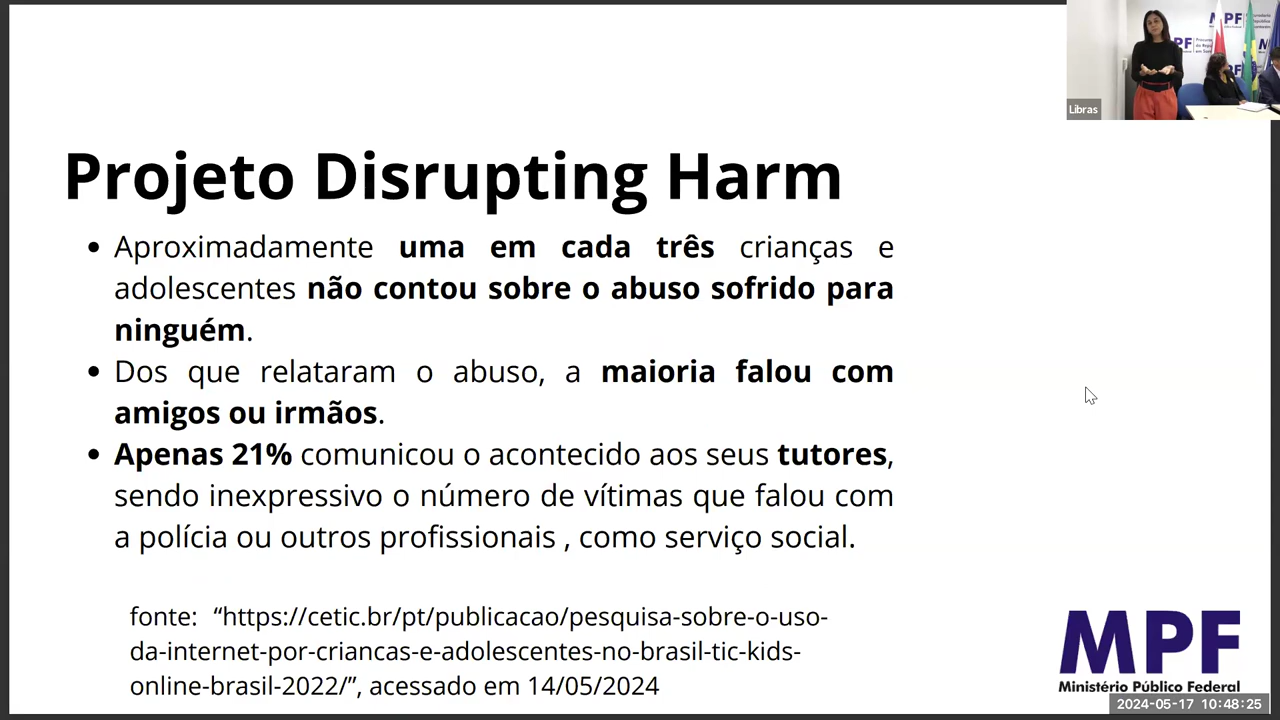 MPF
Libras
Projeto Disrupting Harm
• Aproximadamente uma em cada três crianças e
adolescentes não contou sobre o abuso sofrido para
ninguém.
• Dos que relataram o abuso, a maioria falou com
amigos ou irmãos.
• Apenas 21% comunicou o acontecido aos seus tutores,
sendo inexpressivo o número de vítimas que falou com
a polícia ou outros profissionais , como serviço social.
fonte: “https://cetic.br/pt/publicacao/pesquisa-sobre-o-uso-
da-internet-por-criancas-e-adolescentes-no-brasil-tic-kids-
online-brasil-2022/”, acessado em 14/05/2024
MPF
Ministério Público Federal
2024-05-17 10:48:25